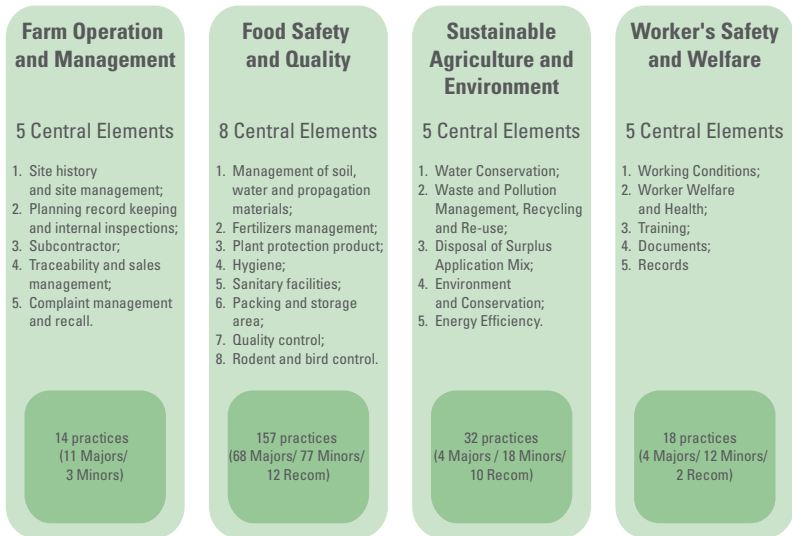 Farm Operation
and Management
5 Central Elements
1. Site history
and site management;
2. Planning record keeping
and internal inspections;
3. Subcontractor;
4. Traceability and sales
management;
5. Complaint management
and recall.
14 practices
(11 Majors/
3 Minors)
Food Safety
and Quality
8 Central Elements
1. Management of soil,
water and propagation
materials;
2. Fertilizers management;
3. Plant protection product;
4. Hygiene;
5. Sanitary facilities;
6. Packing and storage
area;
7. Quality control;
8. Rodent and bird control.
157 practices
(68 Majors/ 77 Minors/
12 Recom)
Sustainable
Agriculture and
Environment
5 Central Elements
1. Water Conservation;
2. Waste and Pollution
Management, Recycling
and Re-use;
3. Disposal of Surplus
Application Mix;
4. Environment
and Conservation;
5. Energy Efficiency.
32 practices
(4 Majors / 18 Minors/
10 Recom)
Worker's Safety
and Welfare
5 Central Elements
1. Working Conditions;
2. Worker Welfare
and Health;
3. Training;
4. Documents;
5. Records
18 practices
(4 Majors/ 12 Minors/
2 Recom)